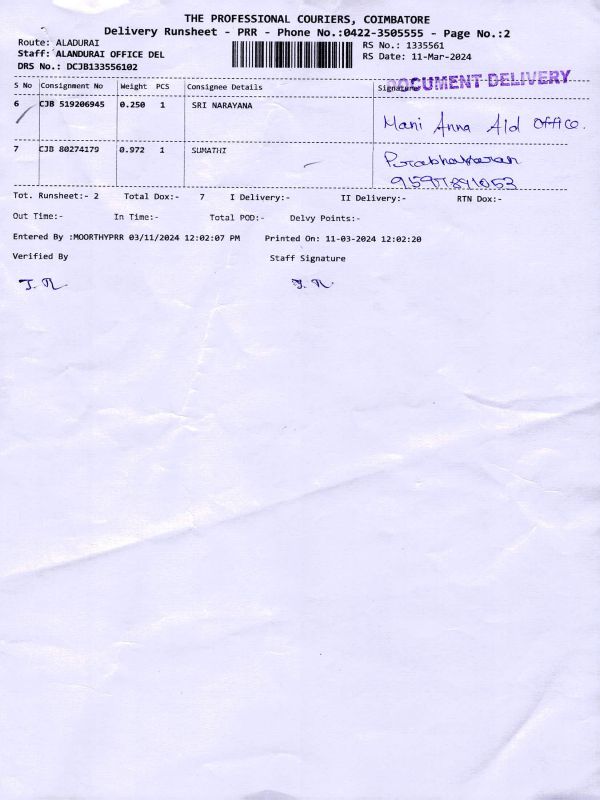 THE PROFESSIONAL COURIERS, COIMBATORE
Delivery Runsheet - PRR - Phone No.:0422-3505555 - Page No.:2
Route: ALADURAI
RS No.: 1335561
Staff: ALANDURAI OFFICE DEL
RS Date: 11-Mar-2024
DRS No.: DCJB133556102
DOCUMENT DELIVERY
S No Consignment No Weight PCS Consignee Details Signature
6 CJB 519206945 0.250 1 SRI NARAYANA
Mani Anna Ald Office.
7 CJB 80274179 0.972 1 SUMATHI
Prabhakaran
9597891053
Tot. Runsheet:- 2 Total Dox:- 7 I Delivery:- II Delivery:- RTN Dox:-
Out Time:- In Time:- Total POD:- Delvy Points:-
Entered By :MOORTHYPRR 03/11/2024 12:02:07 PM Printed On: 11-03-2024 12:02:20
Verified By Staff Signature